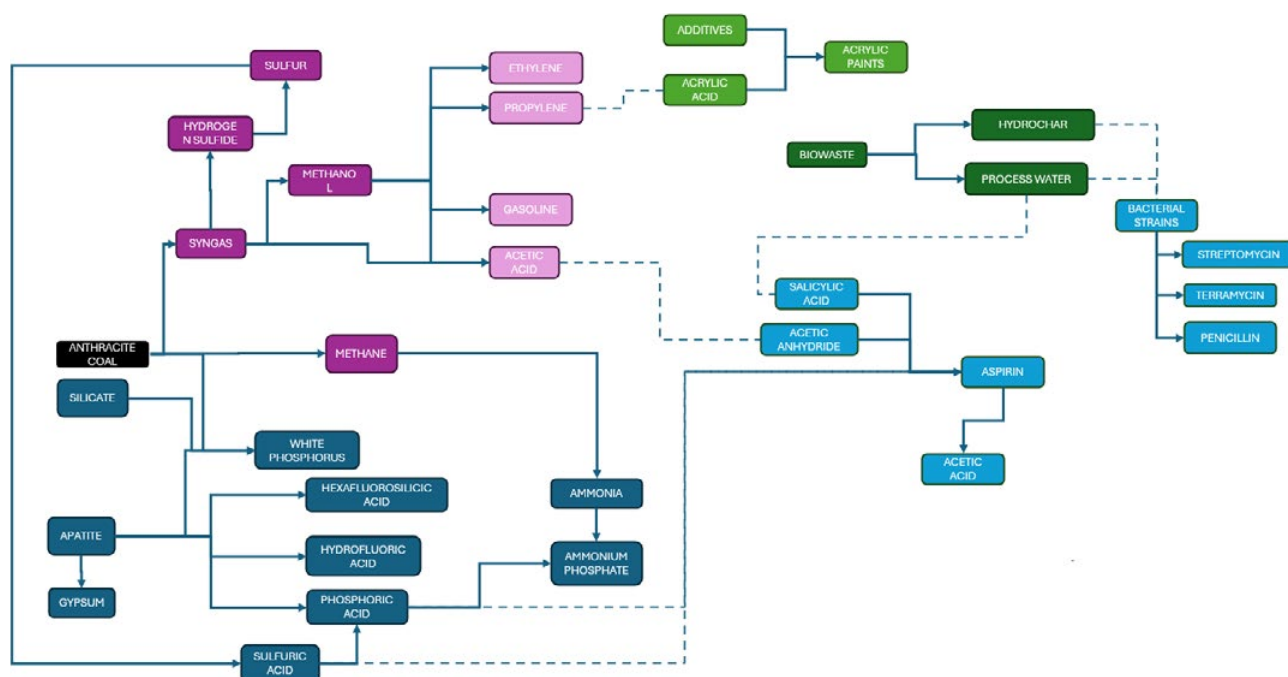 ADDITIVES
ACRYLIC
PAINTS
SULFUR
ETHYLENE
ACRYLIC
ACID
PROPYLENE
HYDROGE
N SULFIDE
HYDROCHAR
BIOWASTE
METHANO
L
PROCESS WATER
GASOLINE
BACTERIAL
STRAINS
SYNGAS
ACETIC
ACID
STREPTOMYCIN
SALICYLIC
ACID
TERRAMYCIN
ACETIC
ANHYDRIDE
PENICILLIN
ANTHRACITE
COAL
METHANE
ASPIRIN
SILICATE
WHITE
PHOSPHORUS
ACETIC
ACID
HEXAFLUOROSILICIC
ACID
AMMONIA
APATITE
HYDROFLUORIC
ACID
AMMONIUM
PHOSPHATE
GYPSUM
PHOSPHORIC
ACID
SULFURIC
ACID